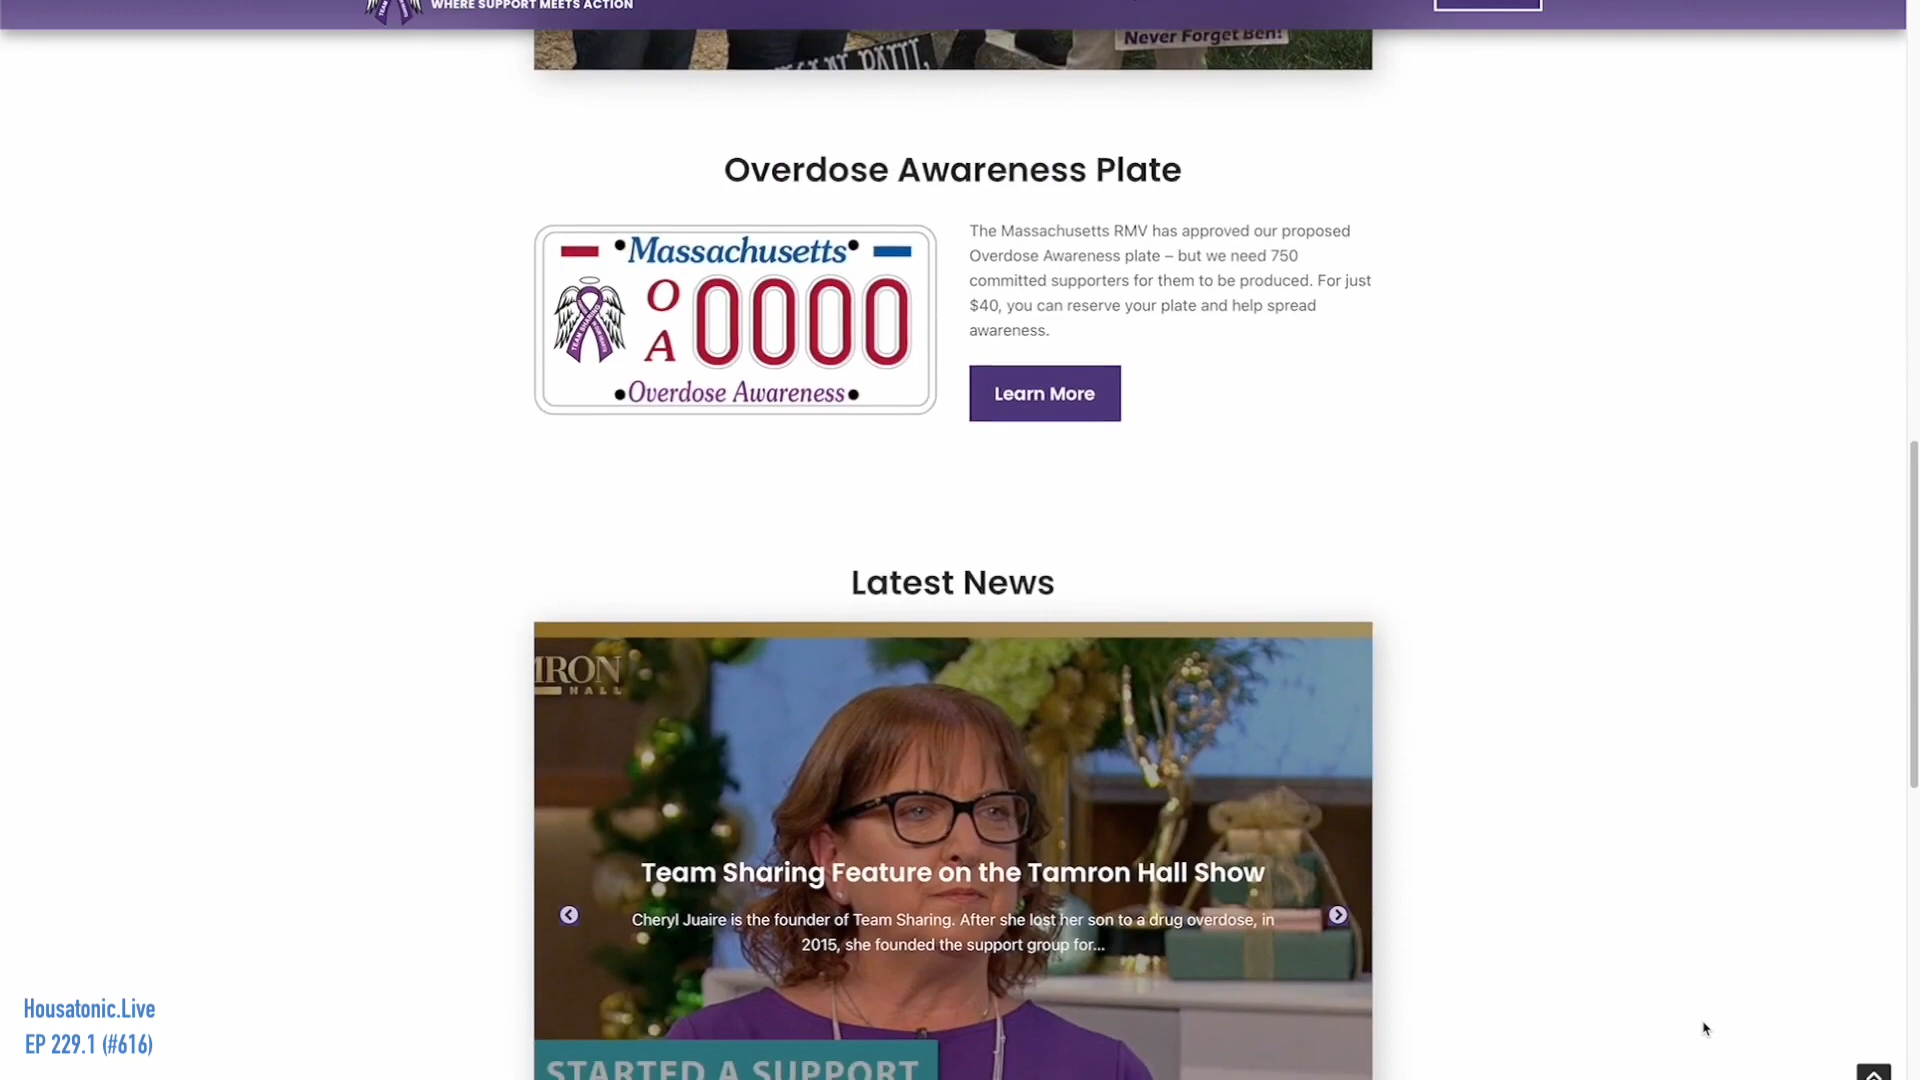 WHERE SUPPORT MEETS ACTION
Never Forget Ben!
Overdose Awareness Plate
Massachusetts
O
A
0000
TEAM SHARING
Overdose Awareness
The Massachusetts RMV has approved our proposed
Overdose Awareness plate – but we need 750
committed supporters for them to be produced. For just
$40, you can reserve your plate and help spread
awareness.
Learn More
Latest News
HALL
Team Sharing Feature on the Tamron Hall Show
Cheryl Juaire is the founder of Team Sharing. After she lost her son to a drug overdose, in
2015, she founded the support group for...
STARTED A SUPPORT
Housatonic.Live
EP 229.1 (#616)